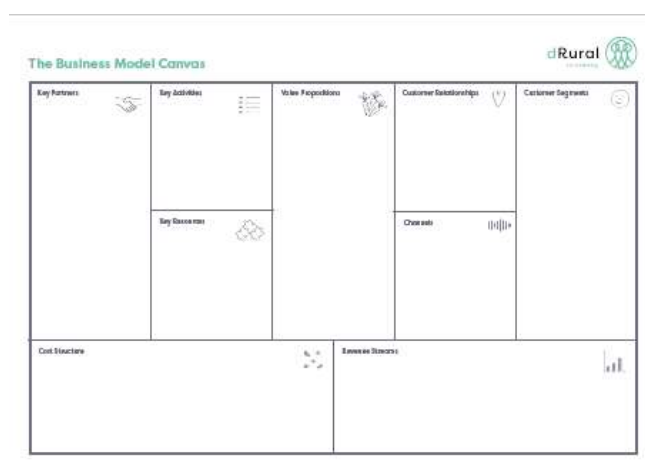 dRural
The Business Model Canvas
Key Partners
Key Activities
Value Propositions
Customer Relationships
Customer Segments
Key Resources
Channels
Cost Structure
Revenue Streams